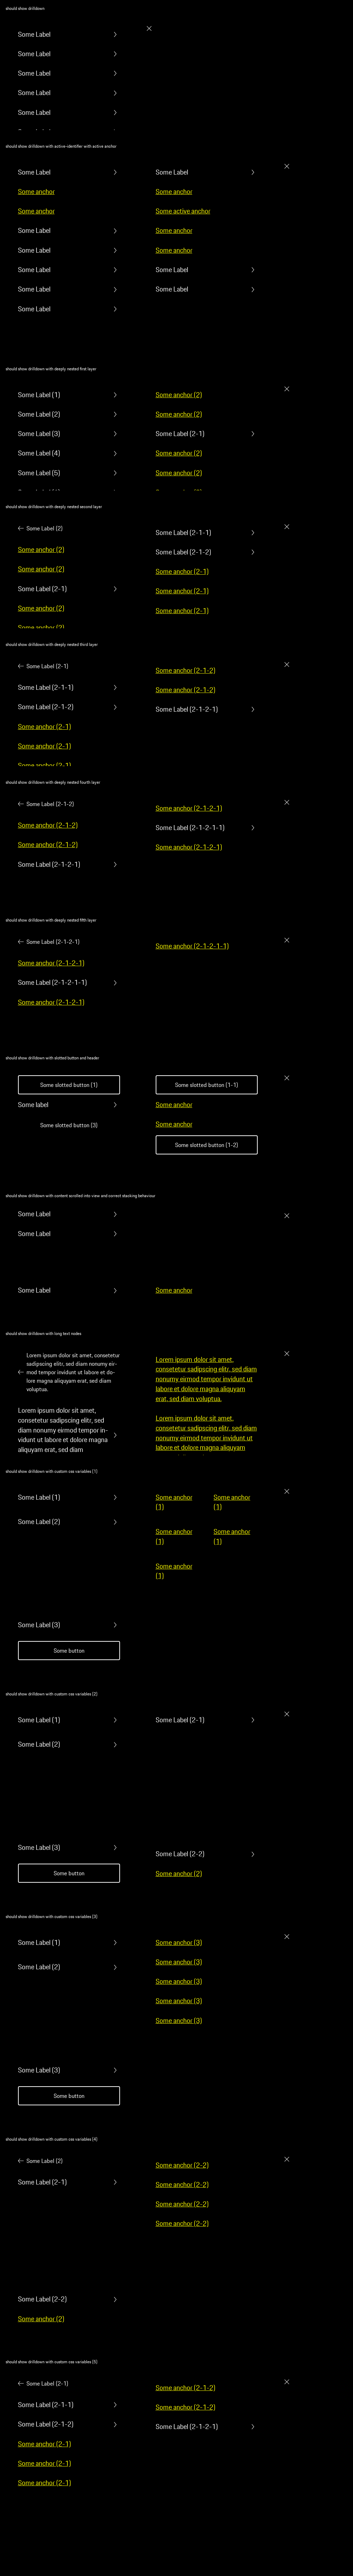 should show drilldown
Some Label
Some Label
Some Label
Some Label
Some Label
should show drilldown with active-identifier with active anchor
Some Label
Some anchor
Some anchor
Some Label
Some Label
Some Label
Some Label
Some Label
Some Label
Some anchor
Some active anchor
Some anchor
Some anchor
Some Label
Some Label
should show drilldown with deeply nested first layer
Some Label (1)
Some Label (2)
Some Label (3)
Some Label (4)
Some Label (5)
Some anchor (2)
Some anchor (2)
Some Label (2-1)
Some anchor (2)
Some anchor (2)
should show drilldown with deeply nested second layer
Some Label (2)
Some anchor (2)
Some anchor (2)
Some Label (2-1)
Some anchor (2)
Some anchor (2)
Some Label (2-1-1)
Some Label (2-1-2)
Some anchor (2-1)
Some anchor (2-1)
Some anchor (2-1)
should show drilldown with deeply nested third layer
Some Label (2-1)
Some Label (2-1-1)
Some Label (2-1-2)
Some anchor (2-1)
Some anchor (2-1)
Some anchor (2-1)
Some anchor (2-1-2)
Some anchor (2-1-2)
Some Label (2-1-2-1)
should show drilldown with deeply nested fourth layer
Some Label (2-1-2)
Some anchor (2-1-2)
Some anchor (2-1-2)
Some Label (2-1-2-1)
Some anchor (2-1-2-1)
Some Label (2-1-2-1-1)
Some anchor (2-1-2-1)
should show drilldown with deeply nested fifth layer
Some Label (2-1-2-1)
Some anchor (2-1-2-1)
Some Label (2-1-2-1-1)
Some anchor (2-1-2-1)
Some anchor (2-1-2-1-1)
should show drilldown with slotted button and header
Some slotted button (1)
Some label
Some slotted button (3)
Some slotted button (1-1)
Some anchor
Some anchor
Some slotted button (1-2)
should show drilldown with content scrolled into view and correct stacking behaviour
Some Label
Some Label
Some Label
Some anchor
should show drilldown with long text nodes
Lorem ipsum dolor sit amet, consetetur
sadipscing elitr, sed diam nonumy eir-
mod tempor invidunt ut labore et do-
lore magna aliquyam erat, sed diam
voluptua.
Lorem ipsum dolor sit amet,
consetetur sadipscing elitr, sed
diam nonumy eirmod tempor in-
vidunt ut labore et dolore magna
aliquyam erat, sed diam
Lorem ipsum dolor sit amet,
consetetur sadipscing elitr, sed diam
nonumy eirmod tempor invidunt ut
labore et dolore magna aliquyam
erat, sed diam voluptua.
Lorem ipsum dolor sit amet,
consetetur sadipscing elitr, sed diam
nonumy eirmod tempor invidunt ut
labore et dolore magna aliquyam
should show drilldown with custom css variables (1)
Some Label (1)
Some Label (2)
Some Label (3)
Some button
Some anchor
(1)
Some anchor
(1)
Some anchor
(1)
Some anchor
(1)
Some anchor
(1)
should show drilldown with custom css variables (2)
Some Label (1)
Some Label (2)
Some Label (3)
Some button
Some Label (2-1)
Some Label (2-2)
Some anchor (2)
should show drilldown with custom css variables (3)
Some Label (1)
Some Label (2)
Some Label (3)
Some button
Some anchor (3)
Some anchor (3)
Some anchor (3)
Some anchor (3)
Some anchor (3)
should show drilldown with custom css variables (4)
Some Label (2)
Some Label (2-1)
Some Label (2-2)
Some anchor (2)
Some anchor (2-2)
Some anchor (2-2)
Some anchor (2-2)
Some anchor (2-2)
should show drilldown with custom css variables (5)
Some Label (2-1)
Some Label (2-1-1)
Some Label (2-1-2)
Some anchor (2-1)
Some anchor (2-1)
Some anchor (2-1)
Some anchor (2-1-2)
Some anchor (2-1-2)
Some Label (2-1-2-1)